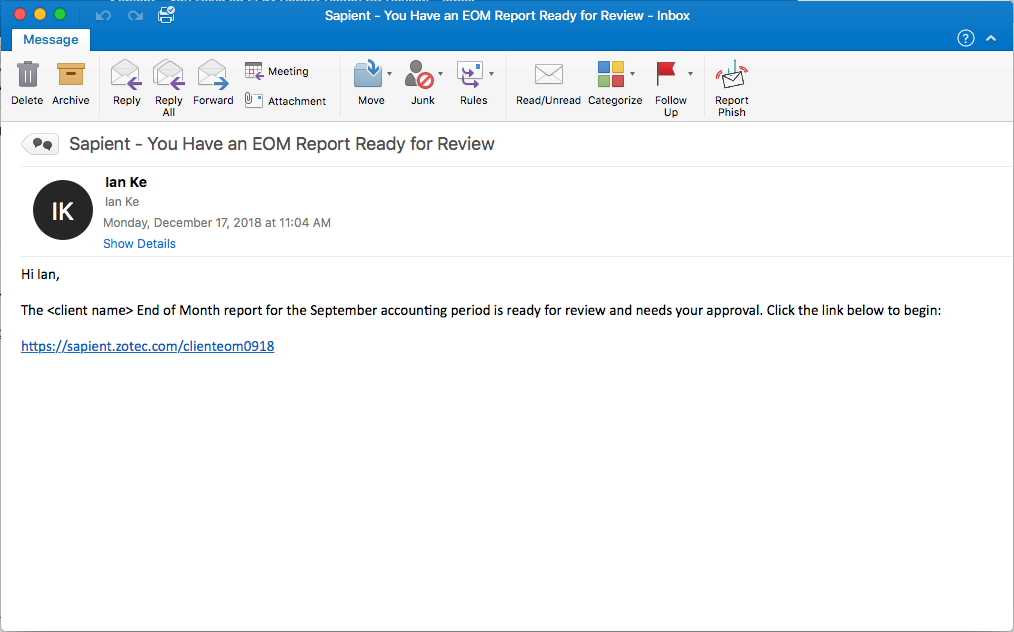 Sapient - You Have an EOM Report Ready for Review - Inbox
Message
?
Delete
Archive
Reply
Reply All
Forward
Meeting
Attachment
Move
Junk
Rules
Read/Unread
Categorize
Follow Up
Report Phish
Sapient - You Have an EOM Report Ready for Review
IK
Ian Ke
Ian Ke
Monday, December 17, 2018 at 11:04 AM
Show Details
Hi Ian,
The <client name> End of Month report for the September accounting period is ready for review and needs your approval. Click the link below to begin:
https://sapient.zotec.com/clienteom0918